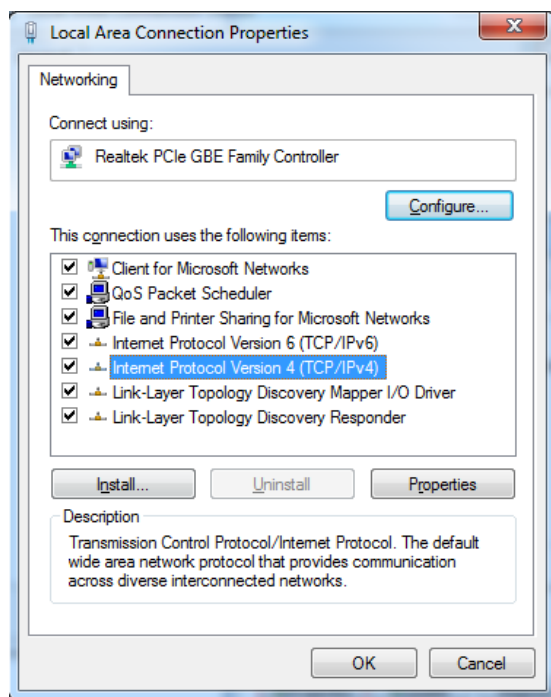 Local Area Connection Properties
Networking
Connect using:
Realtek PCIe GBE Family Controller
Configure...
This connection uses the following items:
Client for Microsoft Networks
QoS Packet Scheduler
File and Printer Sharing for Microsoft Networks
Internet Protocol Version 6 (TCP/IPv6)
Internet Protocol Version 4 (TCP/IPv4)
Link-Layer Topology Discovery Mapper I/O Driver
Link-Layer Topology Discovery Responder
Install... Uninstall Properties
Description
Transmission Control Protocol/Internet Protocol. The default
wide area network protocol that provides communication
across diverse interconnected networks.
OK Cancel